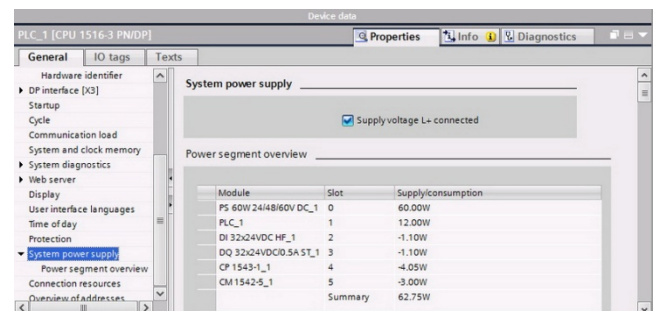 Device data
PLC_1 [CPU 1516-3 PN/DP]
Properties
Info
Diagnostics
General
IO tags
Texts
Hardware identifier
DP interface [X3]
Startup
Cycle
Communication load
System and clock memory
System diagnostics
Web server
Display
User interface languages
Time of day
Protection
System power supply
Power segment overview
Connection resources
Overview of addresses
System power supply
Supply voltage L+ connected
Power segment overview
Module Slot Supply/consumption
PS 60W 24/48/60V DC_1 0 60.00W
PLC_1 1 12.00W
DI 32x24VDC HF_1 2 -1.10W
DQ 32x24VDC/0.5A ST_1 3 -1.10W
CP 1543-1_1 4 -4.05W
CM 1542-5_1 5 -3.00W
Summary 62.75W